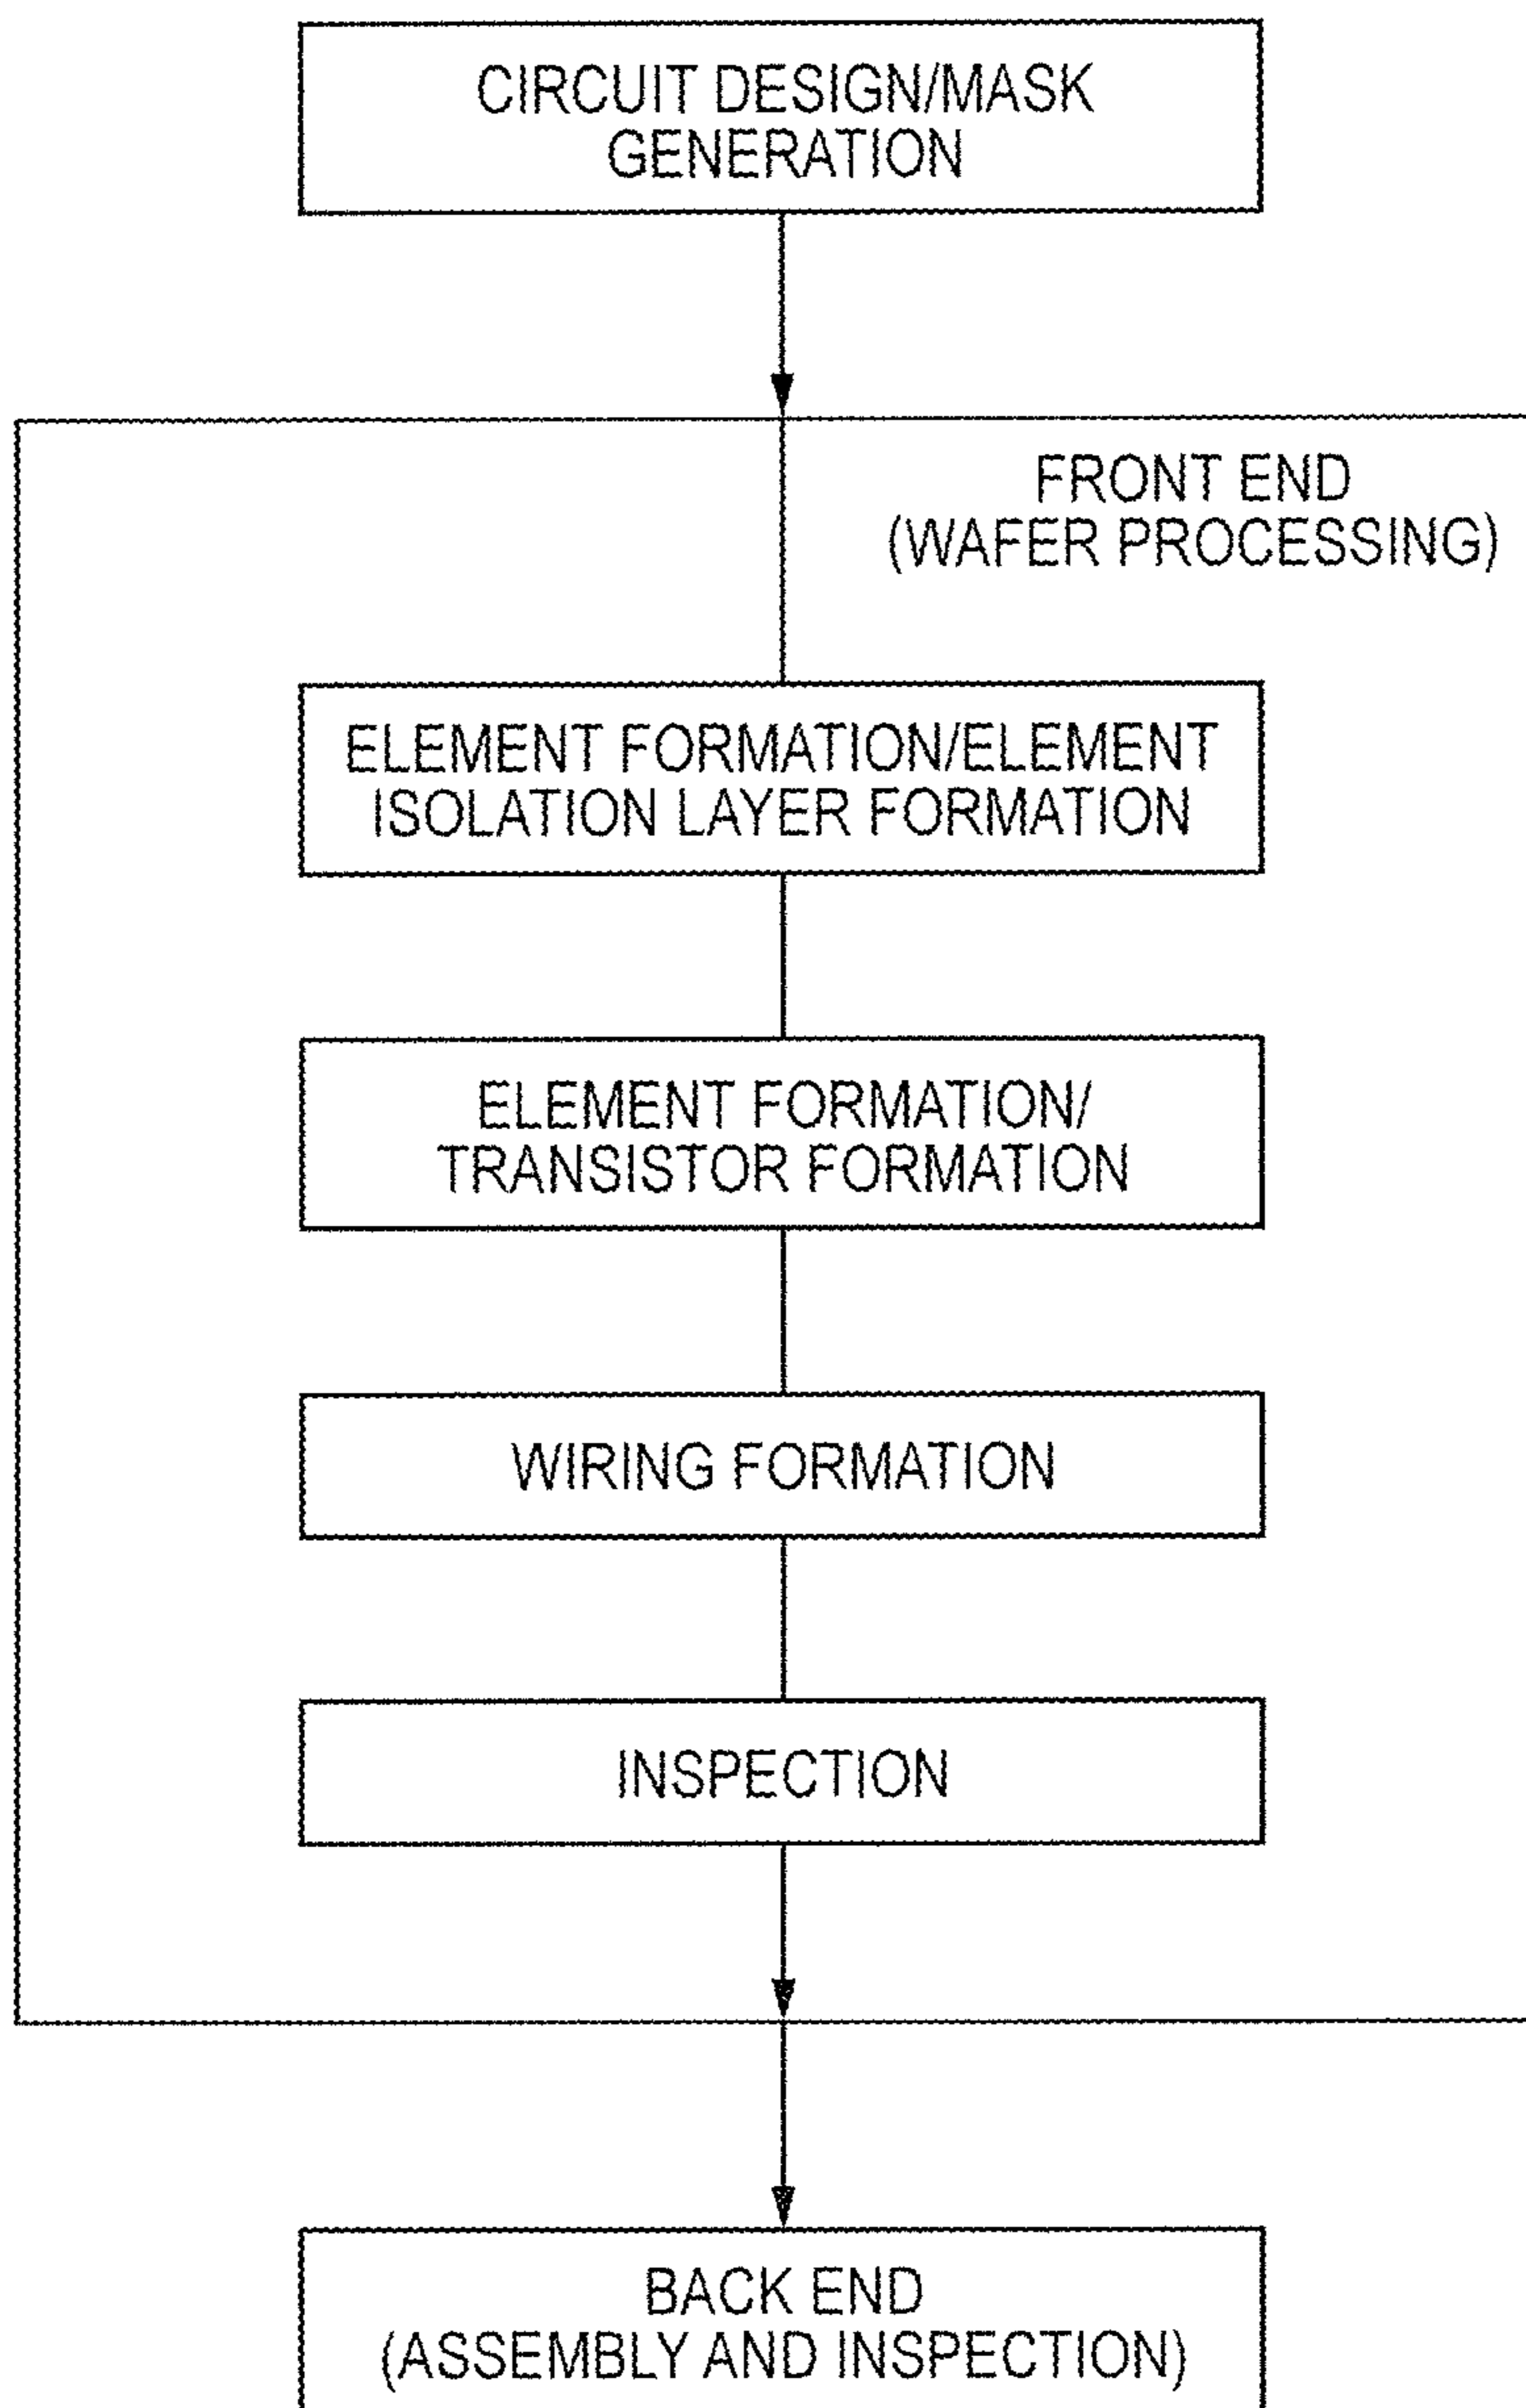 CIRCUIT DESIGN/MASK
GENERATION
FRONT END
(WAFER PROCESSING)
ELEMENT FORMATION/ELEMENT
ISOLATION LAYER FORMATION
ELEMENT FORMATION/
TRANSISTOR FORMATION
WIRING FORMATION
INSPECTION
BACK END
(ASSEMBLY AND INSPECTION)